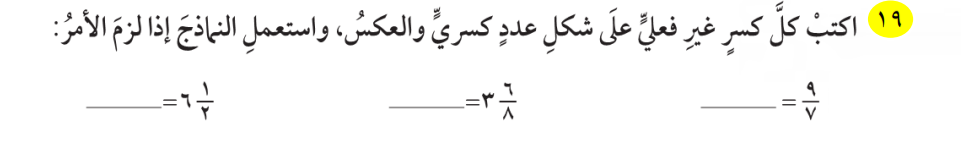 ١٩ اكتبْ كلَّ كسرٍ غيرِ فعليٍّ علَى شكلِ عددٍ كسريٍّ والعكسُ، واستعملِ النماذجَ إذا لزمَ الأمرُ:
٩/٧ = ______ ٣ ٦/٨ = ______ ٦ ١/٢ = ______